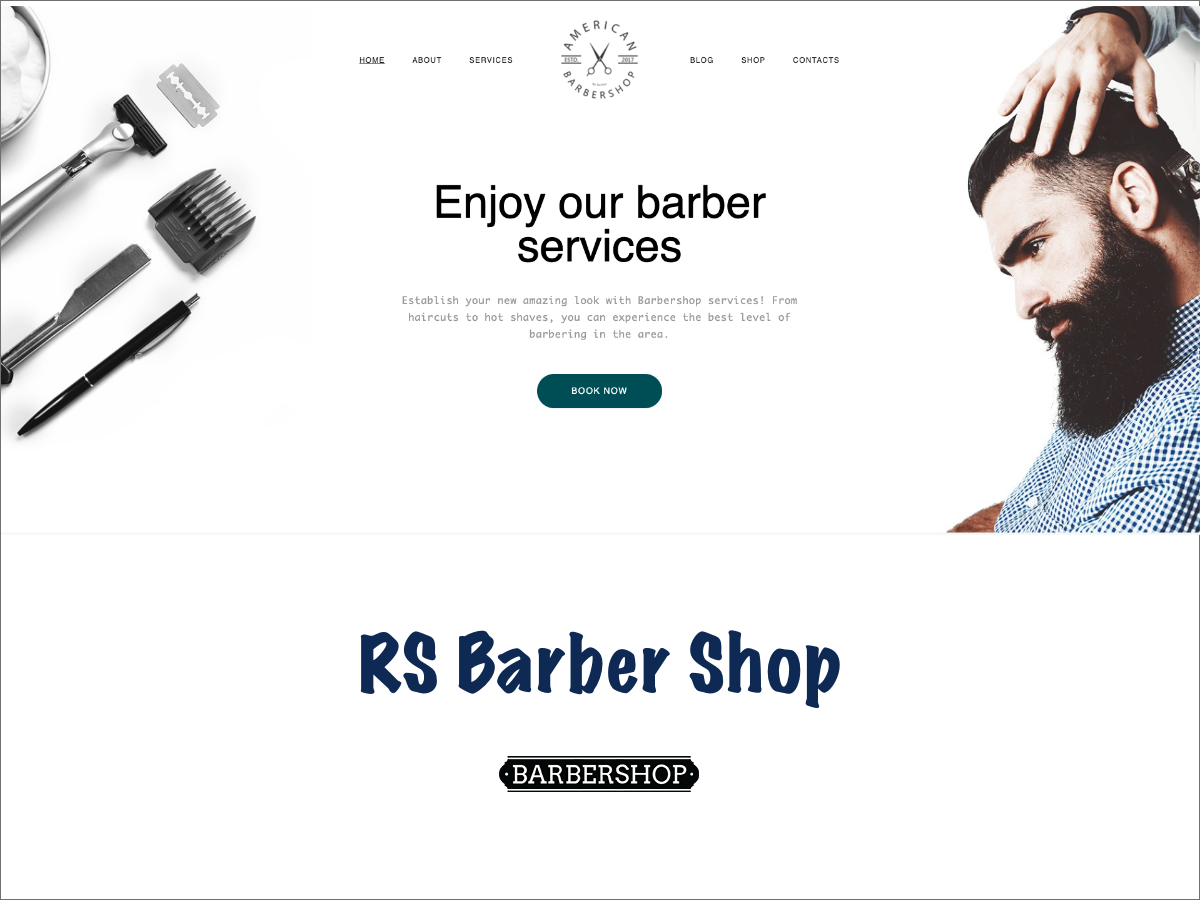 HOME
ABOUT
SERVICES
AMERICAN
ESTD.
2017
BARBERSHOP
BLOG
SHOP
CONTACTS
Enjoy our barber
services
Establish your new amazing look with Barbershop services! From
haircuts to hot shaves, you can experience the best level of
barbering in the area.
BOOK NOW
RS Barber Shop
·BARBERSHOP·